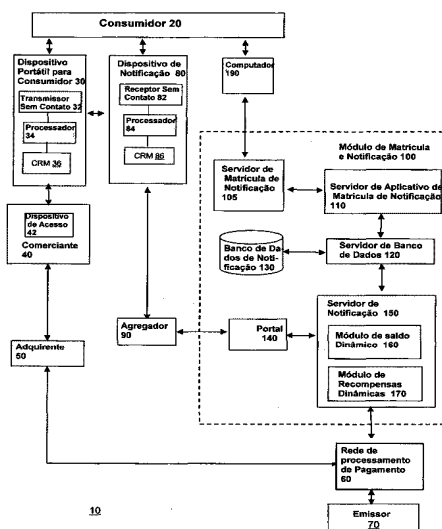 Consumidor 20
Dispositivo
Portátil para
Consumidor 30
Transmissor
Sem Contato 32
Processador
34
CRM 36
Dispositivo de
Notificação 80
Receptor Sem
Contato 82
Processador
84
CRM 86
Computador
190
Módulo de Matrícula
e Notificação 100
Servidor de
Matrícula de
Notificação
105
Servidor de Aplicativo de
Matrícula de Notificação
110
Dispositivo
de Acesso
42
Comerciante
40
Banco de Da
dos de Noti-
ficação 130
Servidor de Banco
de Dados 120
Servidor de
Notificação 150
Módulo de saldo
Dinâmico 160
Módulo de
Recompensas
Dinâmicas 170
Adquirente
50
Agregador
90
Portal
140
Rede de
processamento
de Pagamento
60
Emissor
70
10